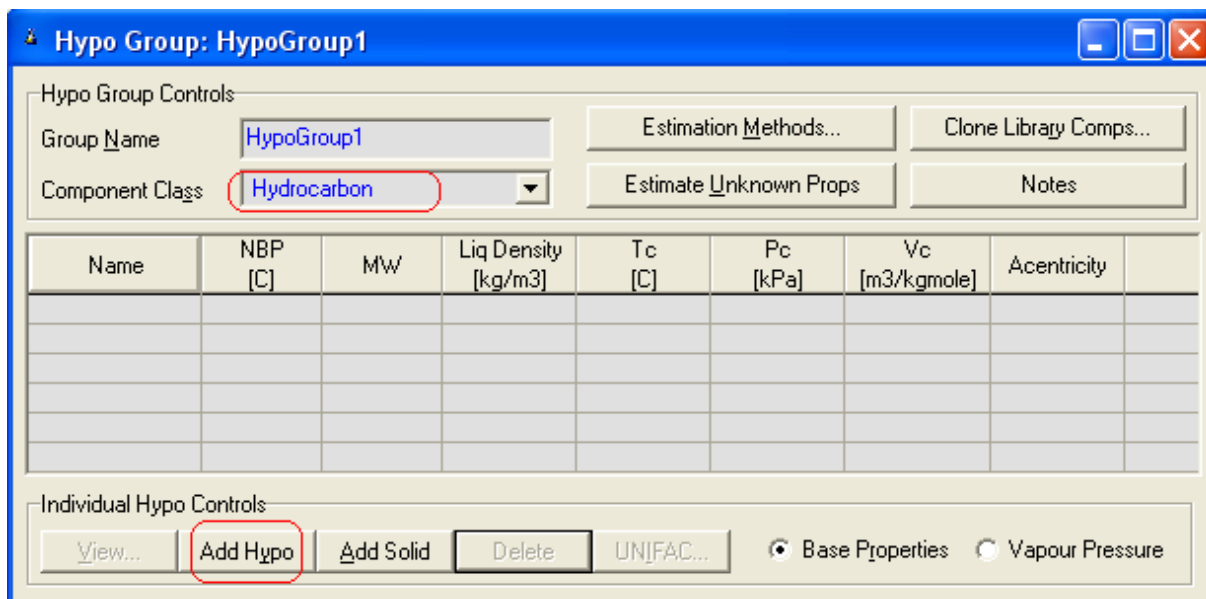 Hypo Group: HypoGroup1
Hypo Group Controls
Group Name HypoGroup1 Estimation Methods... Clone Library Comps...
Component Class Hydrocarbon Estimate Unknown Props Notes
Name NBP [C] MW Liq Density [kg/m3] Tc [C] Pc [kPa] Vc [m3/kgmole] Acentricity
Individual Hypo Controls
View... Add Hypo Add Solid Delete UNIFAC... Base Properties Vapour Pressure